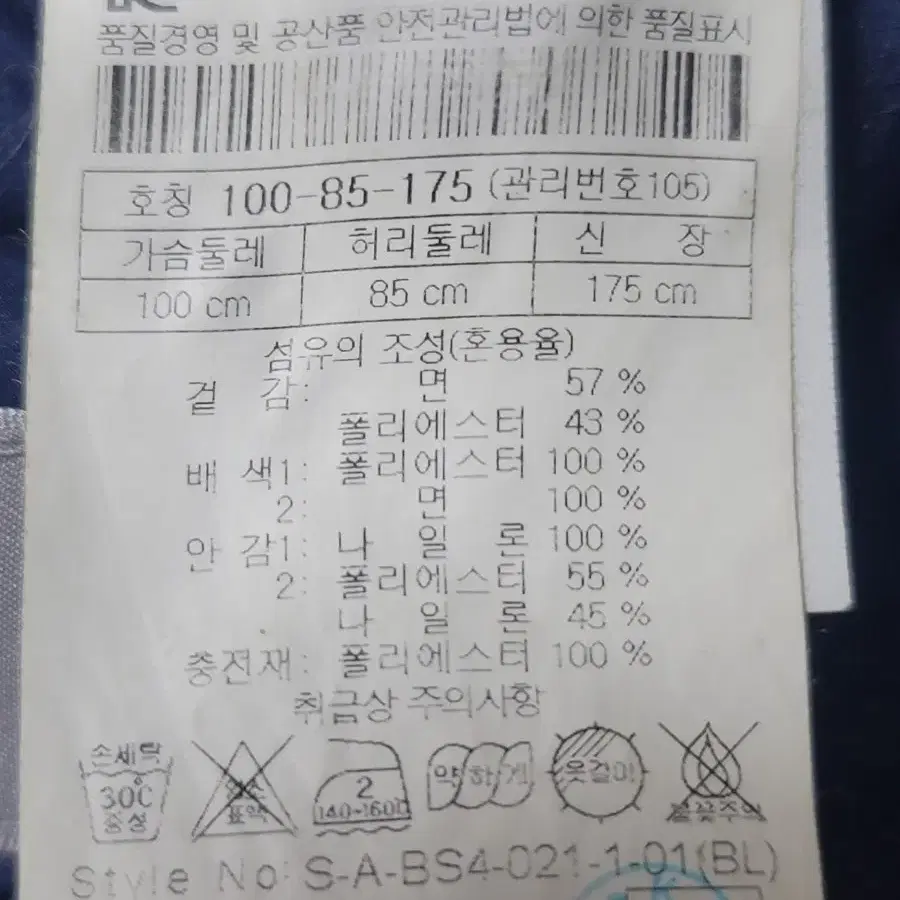 품질경영 및 공산품 안전관리법에 의한 품질표시
호칭 100-85-175 (관리번호105)
가슴둘레 허리둘레 신 장
100 cm 85 cm 175 cm
섬유의 조성(혼용율)
겉 감: 면 57 %
폴리에스터 43 %
배 색1: 폴리에스터 100 %
2: 면 100 %
안 감1: 나 일 론 100 %
2: 폴리에스터 55 %
나 일 론 45 %
충전재: 폴리에스터 100 %
취급상 주의사항
손세탁 30℃ 중성
염소 표백
2 140~160℃
약하게
옷걸이
불꽃주의
Style No: S-A-BS4-021-1-01(BL)